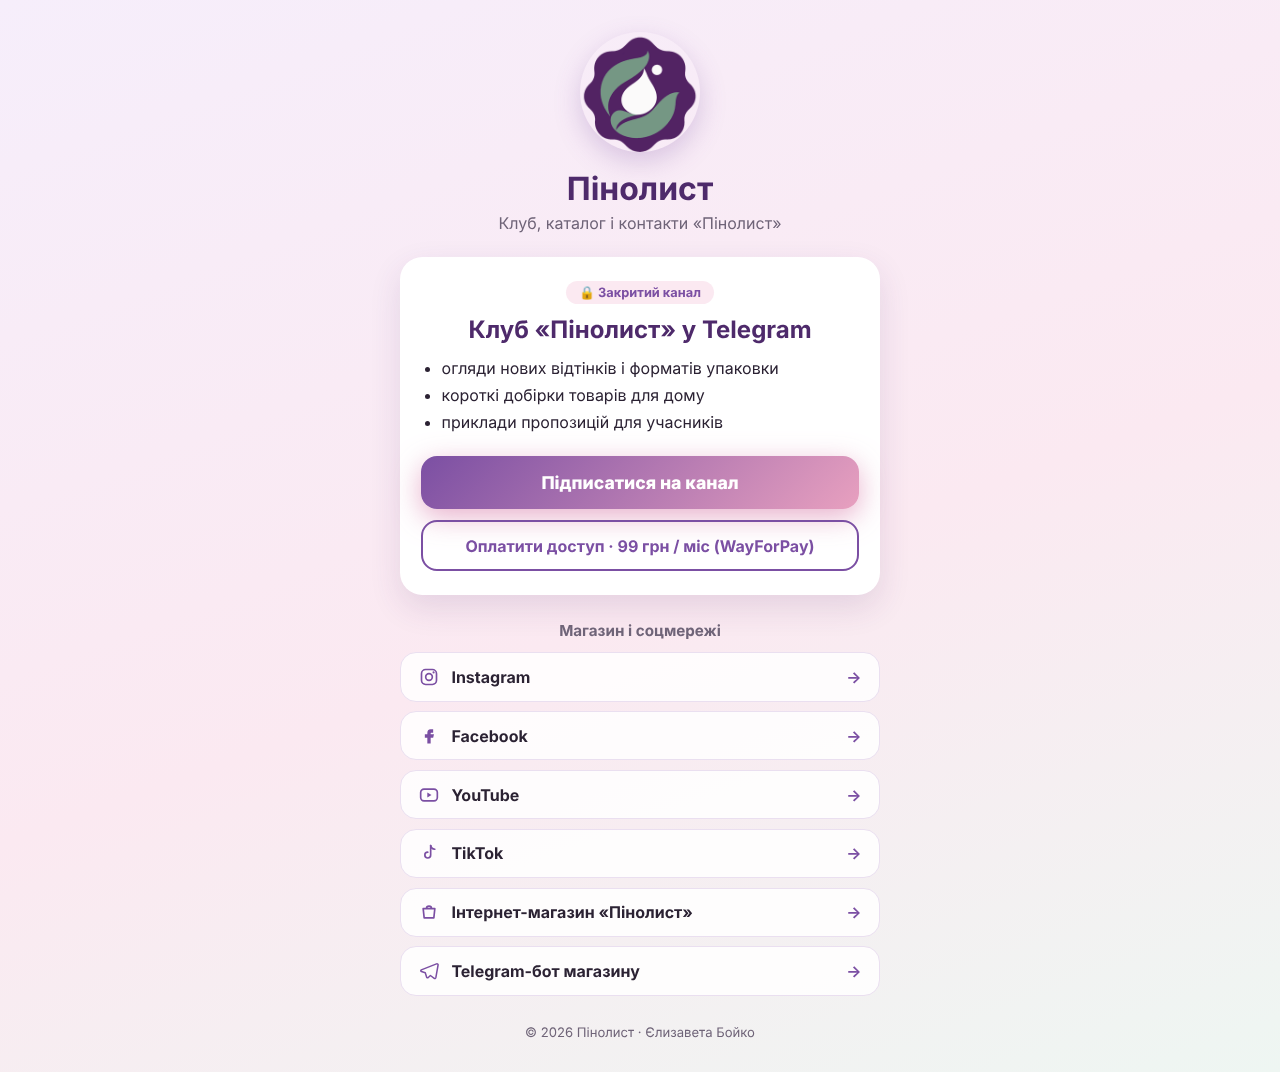 Пінолист
Клуб, каталог і контакти «Пінолист»
🔒 Закритий канал
Клуб «Пінолист» у Telegram
• огляди нових відтінків і форматів упаковки
• короткі добірки товарів для дому
• приклади пропозицій для учасників
Підписатися на канал
Оплатити доступ · 99 грн / міс (WayForPay)
Магазин і соцмережі
Instagram →
Facebook →
YouTube →
TikTok →
Інтернет-магазин «Пінолист» →
Telegram-бот магазину →
© 2026 Пінолист · Єлизавета Бойко